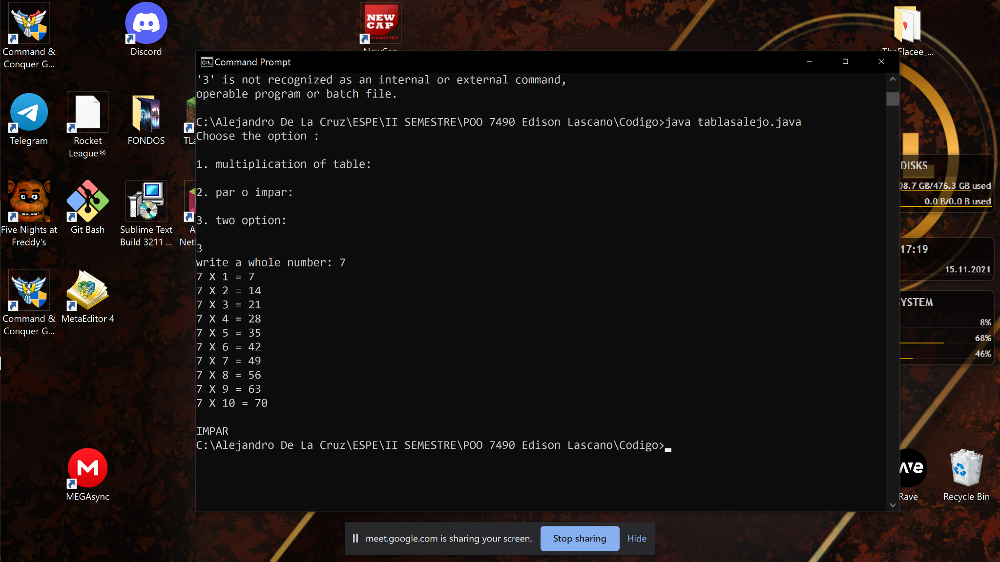 Command &
Conquer G...
Discord
NEW
CAP
SECURITIES
NewCap
TheFlacee_...
Telegram
Rocket
League®
FONDOS
TLa
Five Nights at
Freddy's
Git Bash
Sublime Text
Build 3211 ...
A
Net
Command &
Conquer G...
MetaEditor 4
MEGAsync
Command Prompt
'3' is not recognized as an internal or external command,
operable program or batch file.
C:\Alejandro De La Cruz\ESPE\II SEMESTRE\POO 7490 Edison Lascano\Codigo>java tablasalejo.java
Choose the option :
1. multiplication of table:
2. par o impar:
3. two option:
3
write a whole number: 7
7 X 1 = 7
7 X 2 = 14
7 X 3 = 21
7 X 4 = 28
7 X 5 = 35
7 X 6 = 42
7 X 7 = 49
7 X 8 = 56
7 X 9 = 63
7 X 10 = 70
IMPAR
C:\Alejandro De La Cruz\ESPE\II SEMESTRE\POO 7490 Edison Lascano\Codigo>
DISKS
08.7 GB/476.3 GB used
0.0 B/0.0 B used
17:19
15.11.2021
YSTEM
8%
68%
46%
Rave
Recycle Bin
meet.google.com is sharing your screen.
Stop sharing
Hide